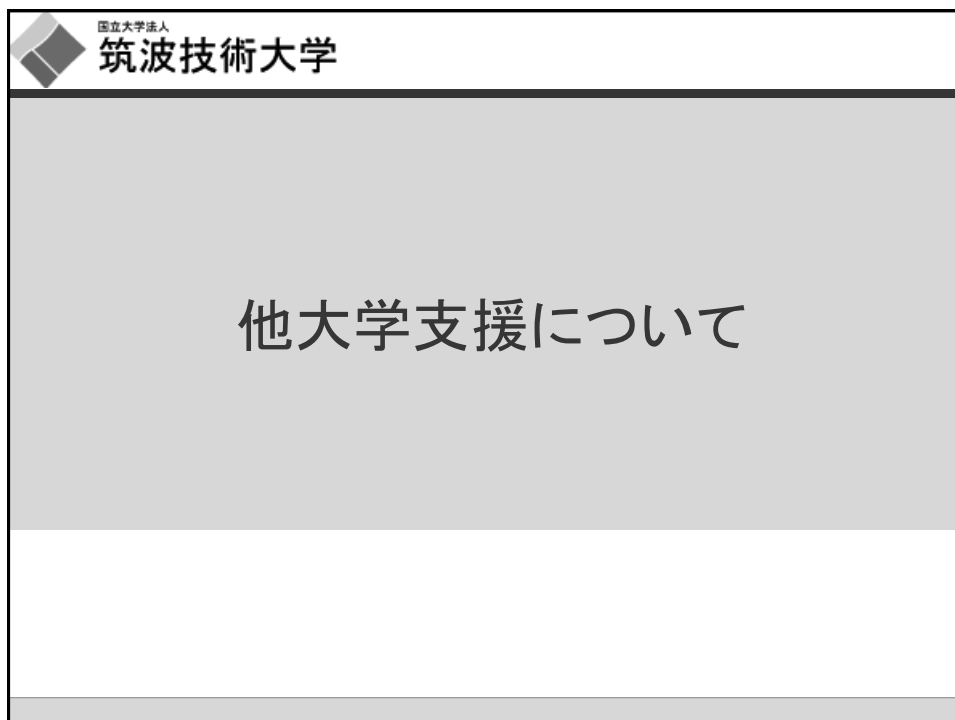 国立大学法人
筑波技術大学
他大学支援について